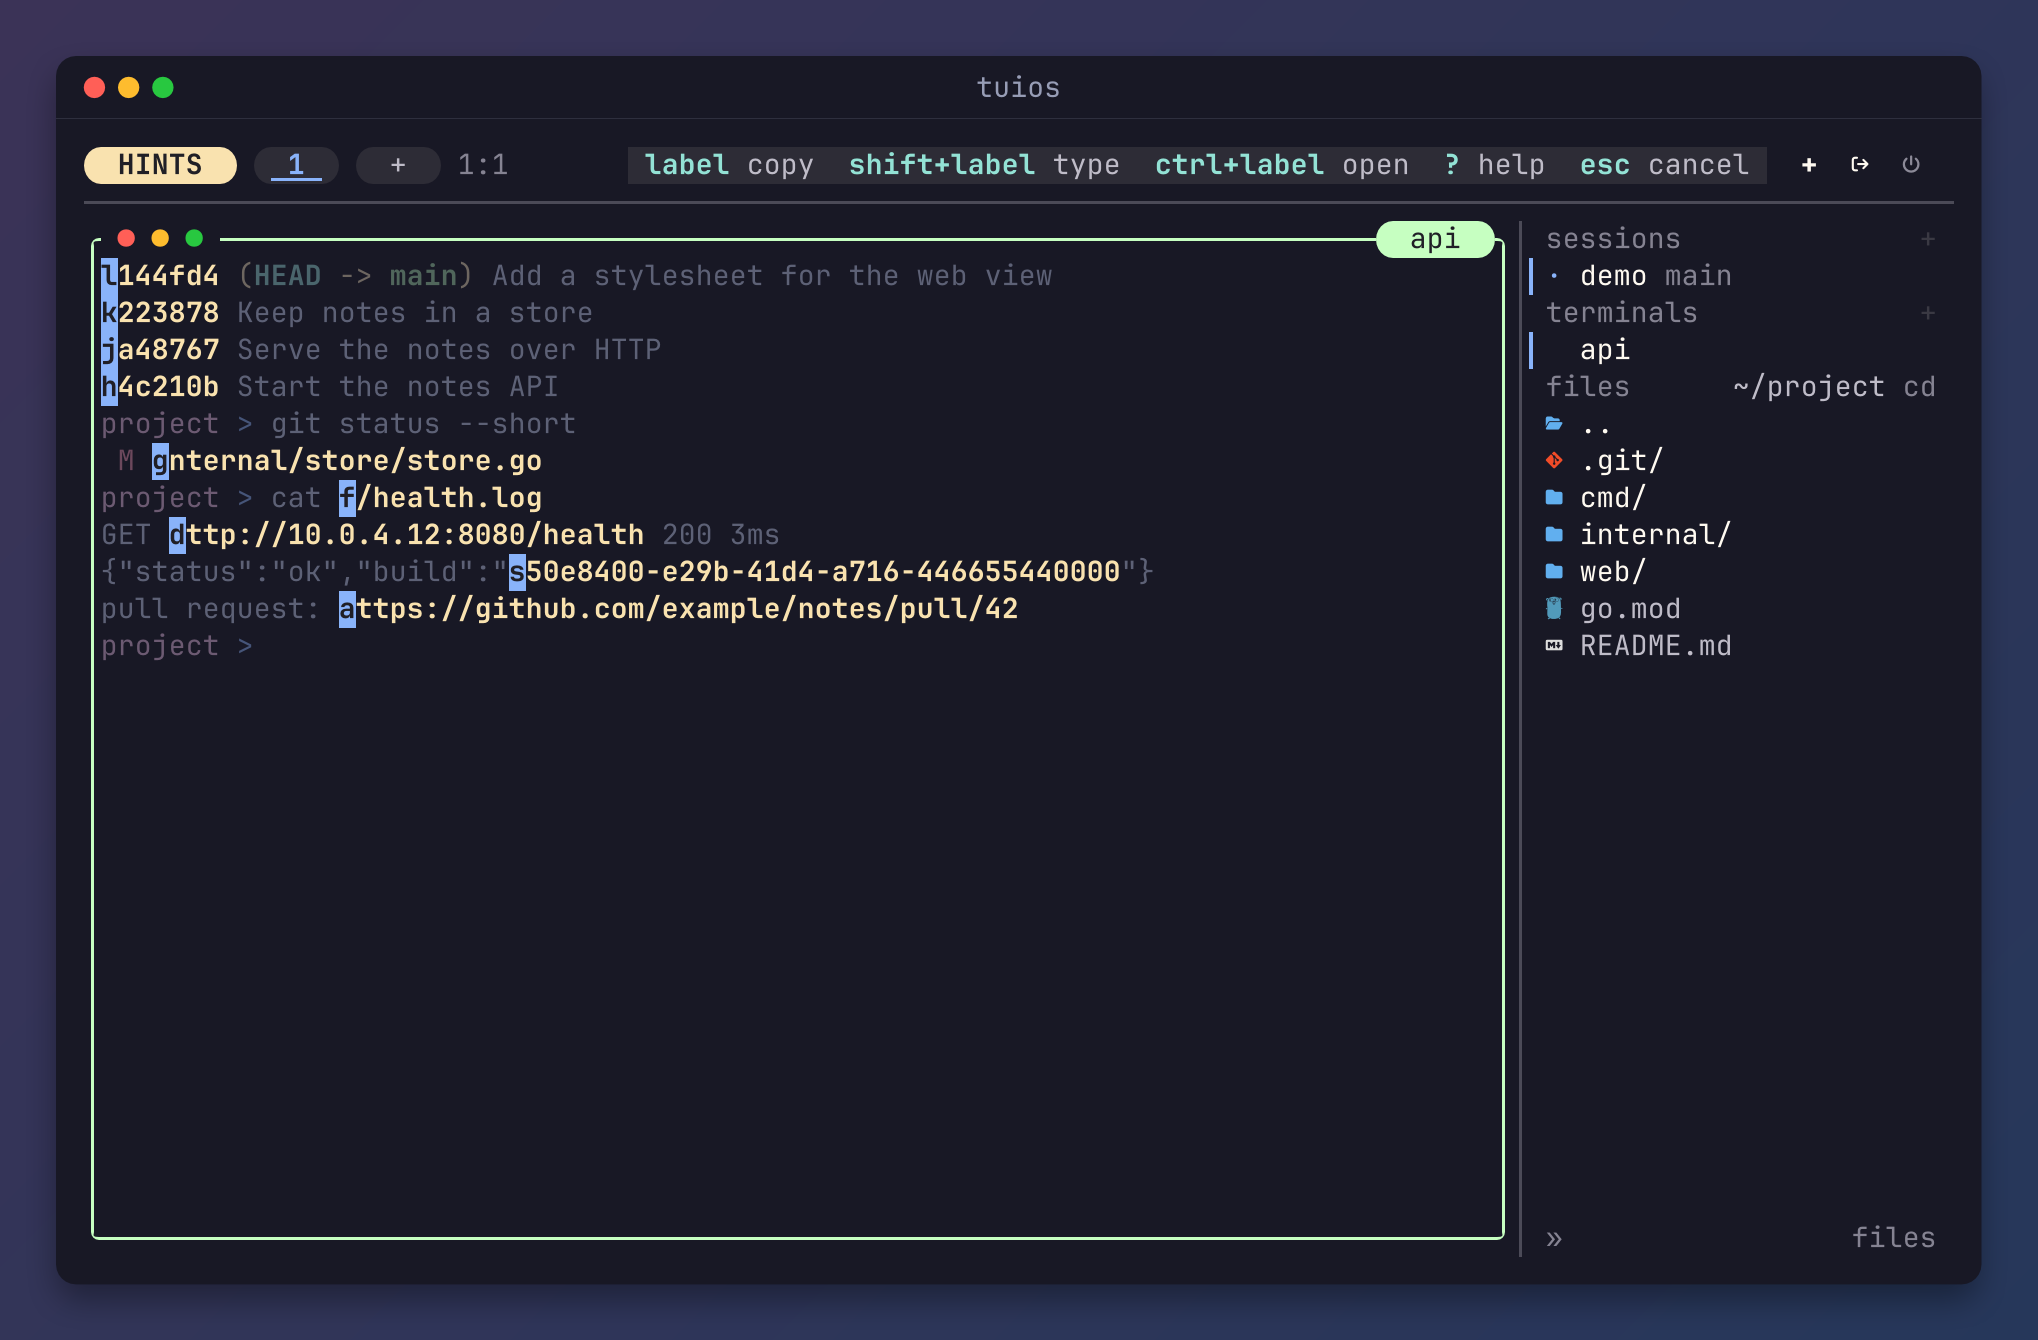 tuios
HINTS 1 + 1:1 label copy shift+label type ctrl+label open ? help esc cancel +
api
l144fd4 (HEAD -> main) Add a stylesheet for the web view
k223878 Keep notes in a store
ja48767 Serve the notes over HTTP
h4c210b Start the notes API
project > git status --short
M gnternal/store/store.go
project > cat f/health.log
GET dttp://10.0.4.12:8080/health 200 3ms
{"status":"ok","build":"s50e8400-e29b-41d4-a716-446655440000"}
pull request: attps://github.com/example/notes/pull/42
project >
sessions +
· demo main
terminals +
api
files ~/project cd
..
.git/
cmd/
internal/
web/
go.mod
README.md
» files